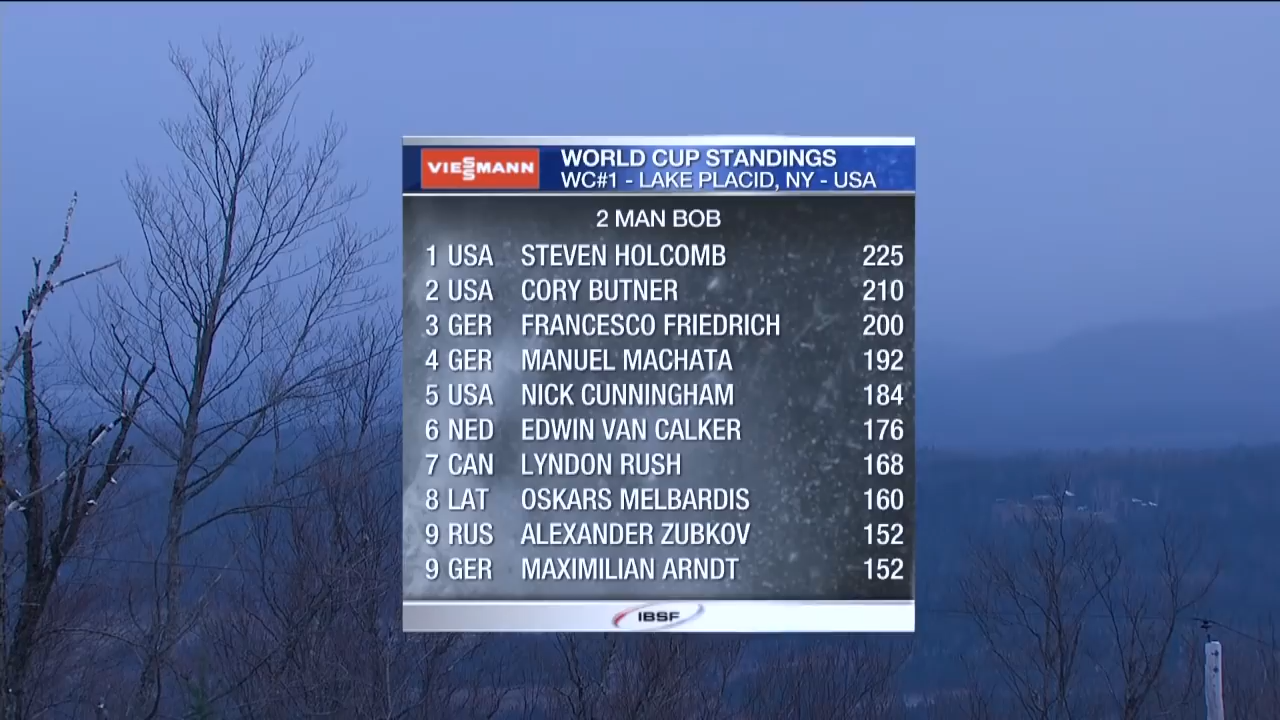 VIESSMANN
WORLD CUP STANDINGS
WC#1 - LAKE PLACID, NY - USA
2 MAN BOB
1 USA STEVEN HOLCOMB 225
2 USA CORY BUTNER 210
3 GER FRANCESCO FRIEDRICH 200
4 GER MANUEL MACHATA 192
5 USA NICK CUNNINGHAM 184
6 NED EDWIN VAN CALKER 176
7 CAN LYNDON RUSH 168
8 LAT OSKARS MELBARDIS 160
9 RUS ALEXANDER ZUBKOV 152
9 GER MAXIMILIAN ARNDT 152
IBSF